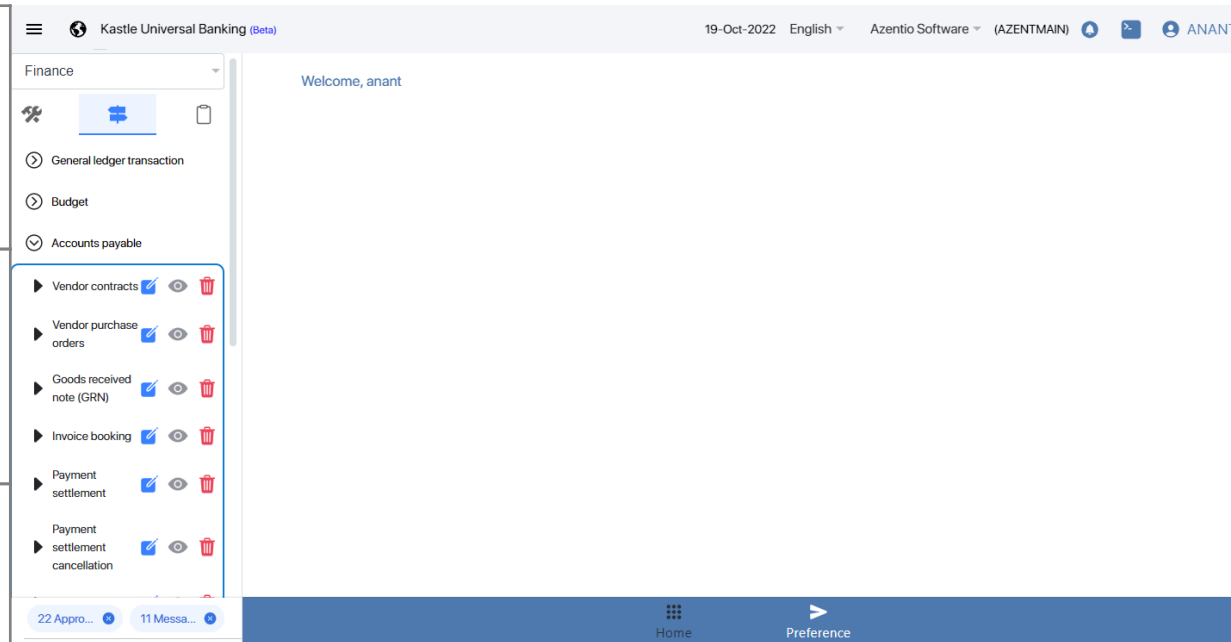 Kastle Universal Banking (Beta)
19-Oct-2022 English Azentio Software (AZENTMAIN) ANANT
Finance
Welcome, anant
General ledger transaction
Budget
Accounts payable
Vendor contracts
Vendor purchase
orders
Goods received
note (GRN)
Invoice booking
Payment
settlement
Payment
settlement
cancellation
22 Appro...
11 Messa...
Home
Preference